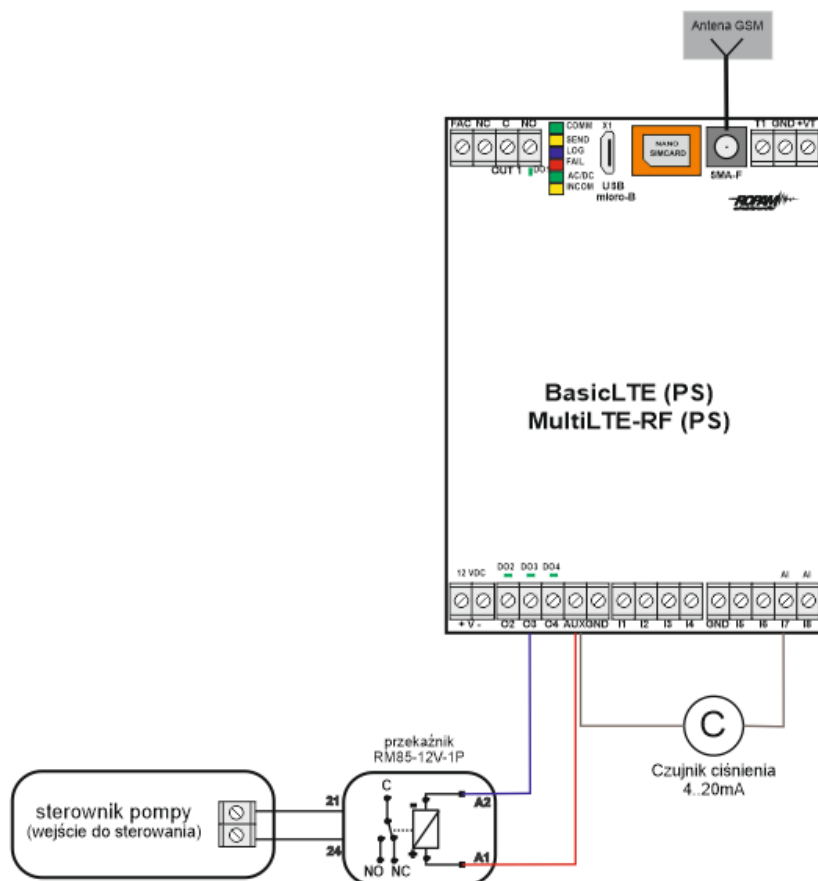 Antena GSM
FAC NC C NO
COMM
SEND
LOG
FAIL
AC/DC
INCOM
X1
USB
micro-B
NANO
SIMCARD
SMA-F
T1 GND +VT
OUT 1
DO1
ROPAM
BasicLTE (PS)
MultiLTE-RF (PS)
12 VDC
DO2 DO3 DO4
AI AI
+ V - O2 O3 O4 AUX GND I1 I2 I3 I4 GND I5 I6 I7 I8
C
Czujnik ciśnienia
4..20mA
przekaźnik
RM85-12V-1P
sterownik pompy
(wejście do sterowania)
21
24
C
NO NC
- A2
+ A1